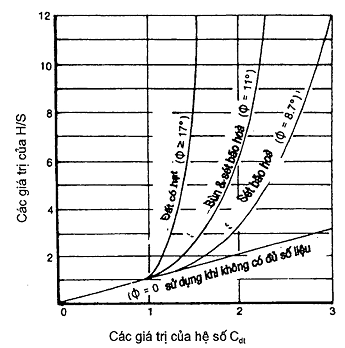 12
10
8
6
4
2
0
Các giá trị của H/S
Đất có hạt (Φ ≥ 17°)
Bùn & sét bão hoà (Φ = 11°)
Sét bão hoà (Φ = 8.7°)
(Φ = 0 sử dụng khi không có đủ số liệu
0
1
2
3
Các giá trị của hệ số Cdt